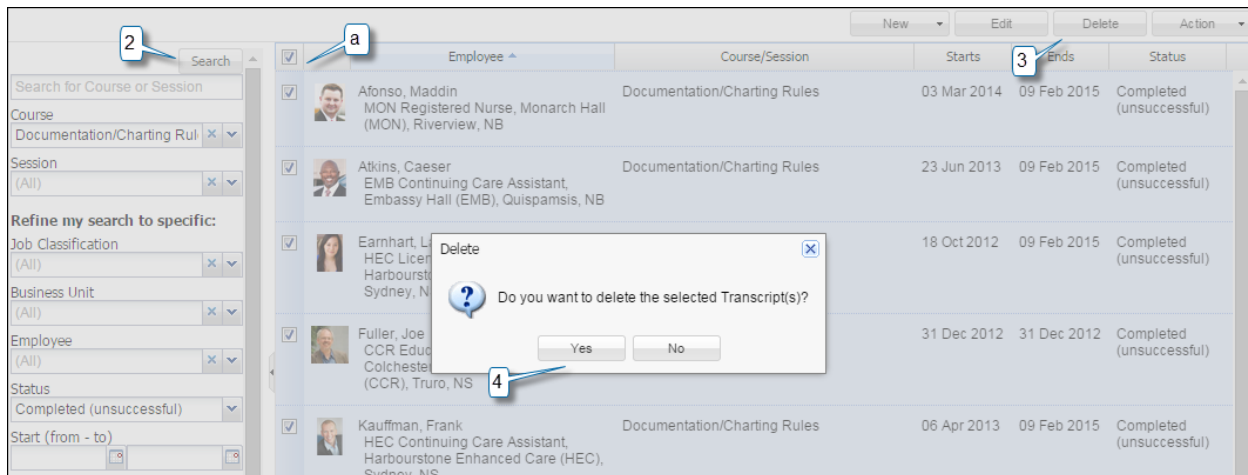 New Edit Delete Action
2 Search
a
3
Employee Course/Session Starts Ends Status
Search for Course or Session
Course
Documentation/Charting Rul
Session
(All)
Refine my search to specific:
Job Classification
(All)
Business Unit
(All)
Employee
(All)
Status
Completed (unsuccessful)
Start (from - to)
Afonso, Maddin Documentation/Charting Rules 03 Mar 2014 09 Feb 2015 Completed
MON Registered Nurse, Monarch Hall (unsuccessful)
(MON), Riverview, NB
Atkins, Caeser Documentation/Charting Rules 23 Jun 2013 09 Feb 2015 Completed
EMB Continuing Care Assistant, (unsuccessful)
Embassy Hall (EMB), Quispamsis, NB
Earnhart, 18 Oct 2012 09 Feb 2015 Completed
HEC (unsuccessful)
Sydney,
Delete
Do you want to delete the selected Transcript(s)?
Yes No
4
Fuller, Joe 31 Dec 2012 31 Dec 2012 Completed
CCR (unsuccessful)
(CCR), Truro, NS
Kauffman, Frank Documentation/Charting Rules 06 Apr 2013 09 Feb 2015 Completed
HEC Continuing Care Assistant, (unsuccessful)
Harbourstone Enhanced Care (HEC),
Sydney, NS